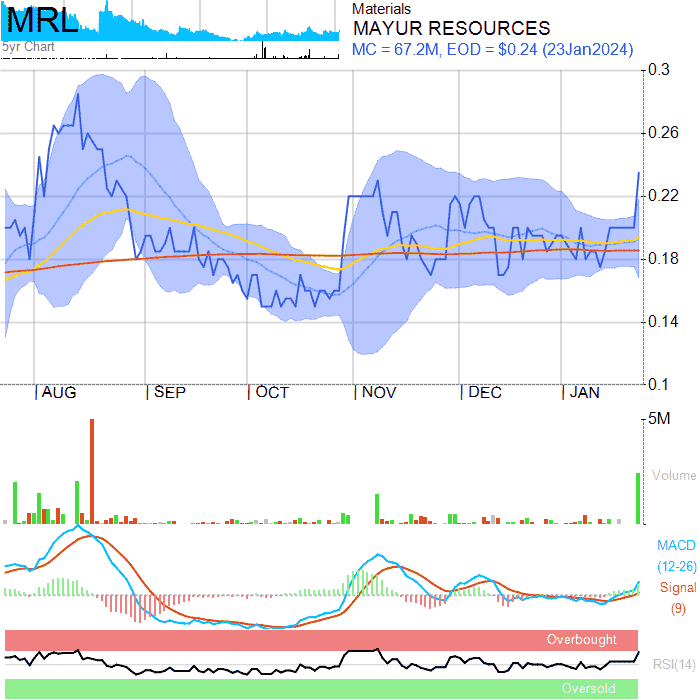 MRL
5yr Chart
Materials
MAYUR RESOURCES
MC = 67.2M, EOD = $0.24 (23Jan2024)
0.3
0.26
0.22
0.18
0.14
0.1
AUG SEP OCT NOV DEC JAN
5M
Volume
MACD
(12-26)
Signal
(9)
Overbought
RSI(14)
Oversold